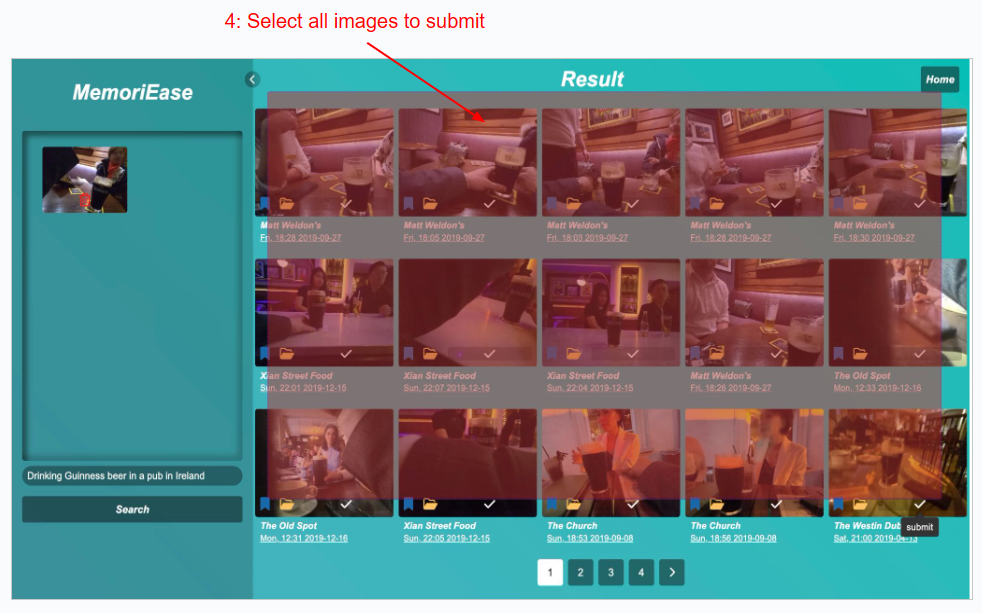 4: Select all images to submit
MemoriEase
Result
Home
Matt Weldon's
Fri, 18:28 2019-09-27
Matt Weldon's
Fri, 18:05 2019-09-27
Matt Weldon's
Fri, 18:03 2019-09-27
Matt Weldon's
Fri, 18:28 2019-09-27
Matt Weldon's
Fri, 18:30 2019-09-27
Xian Street Food
Sun, 22:01 2019-12-15
Xian Street Food
Sun, 22:07 2019-12-15
Xian Street Food
Sun, 22:04 2019-12-15
Matt Weldon's
Fri, 18:26 2019-09-27
The Old Spot
Mon, 12:33 2019-12-16
Drinking Guinness beer in a pub in Ireland
Search
The Old Spot
Mon, 12:31 2019-12-16
Xian Street Food
Sun, 22:05 2019-12-15
The Church
Sun, 18:53 2019-09-08
The Church
Sun, 18:56 2019-09-08
The Westin Dub
Sat, 21:00 2019-04-13
submit
1 2 3 4